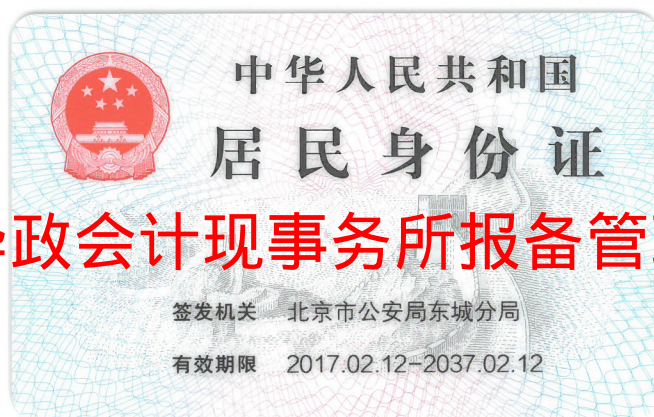 中华人民共和国
居民身份证
政会计现事务所报备管
签发机关 北京市公安局东城分局
有效期限 2017.02.12-2037.02.12